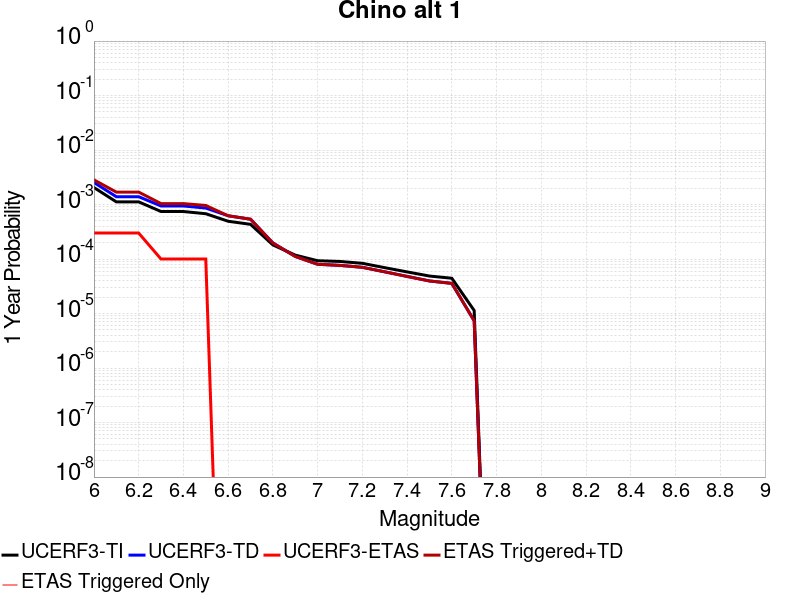 Chino alt 1
1 Year Probability
10^0
10^-1
10^-2
10^-3
10^-4
10^-5
10^-6
10^-7
10^-8
6 6.2 6.4 6.6 6.8 7 7.2 7.4 7.6 7.8 8 8.2 8.4 8.6 8.8 9
Magnitude
UCERF3-TI UCERF3-TD UCERF3-ETAS ETAS Triggered+TD
ETAS Triggered Only